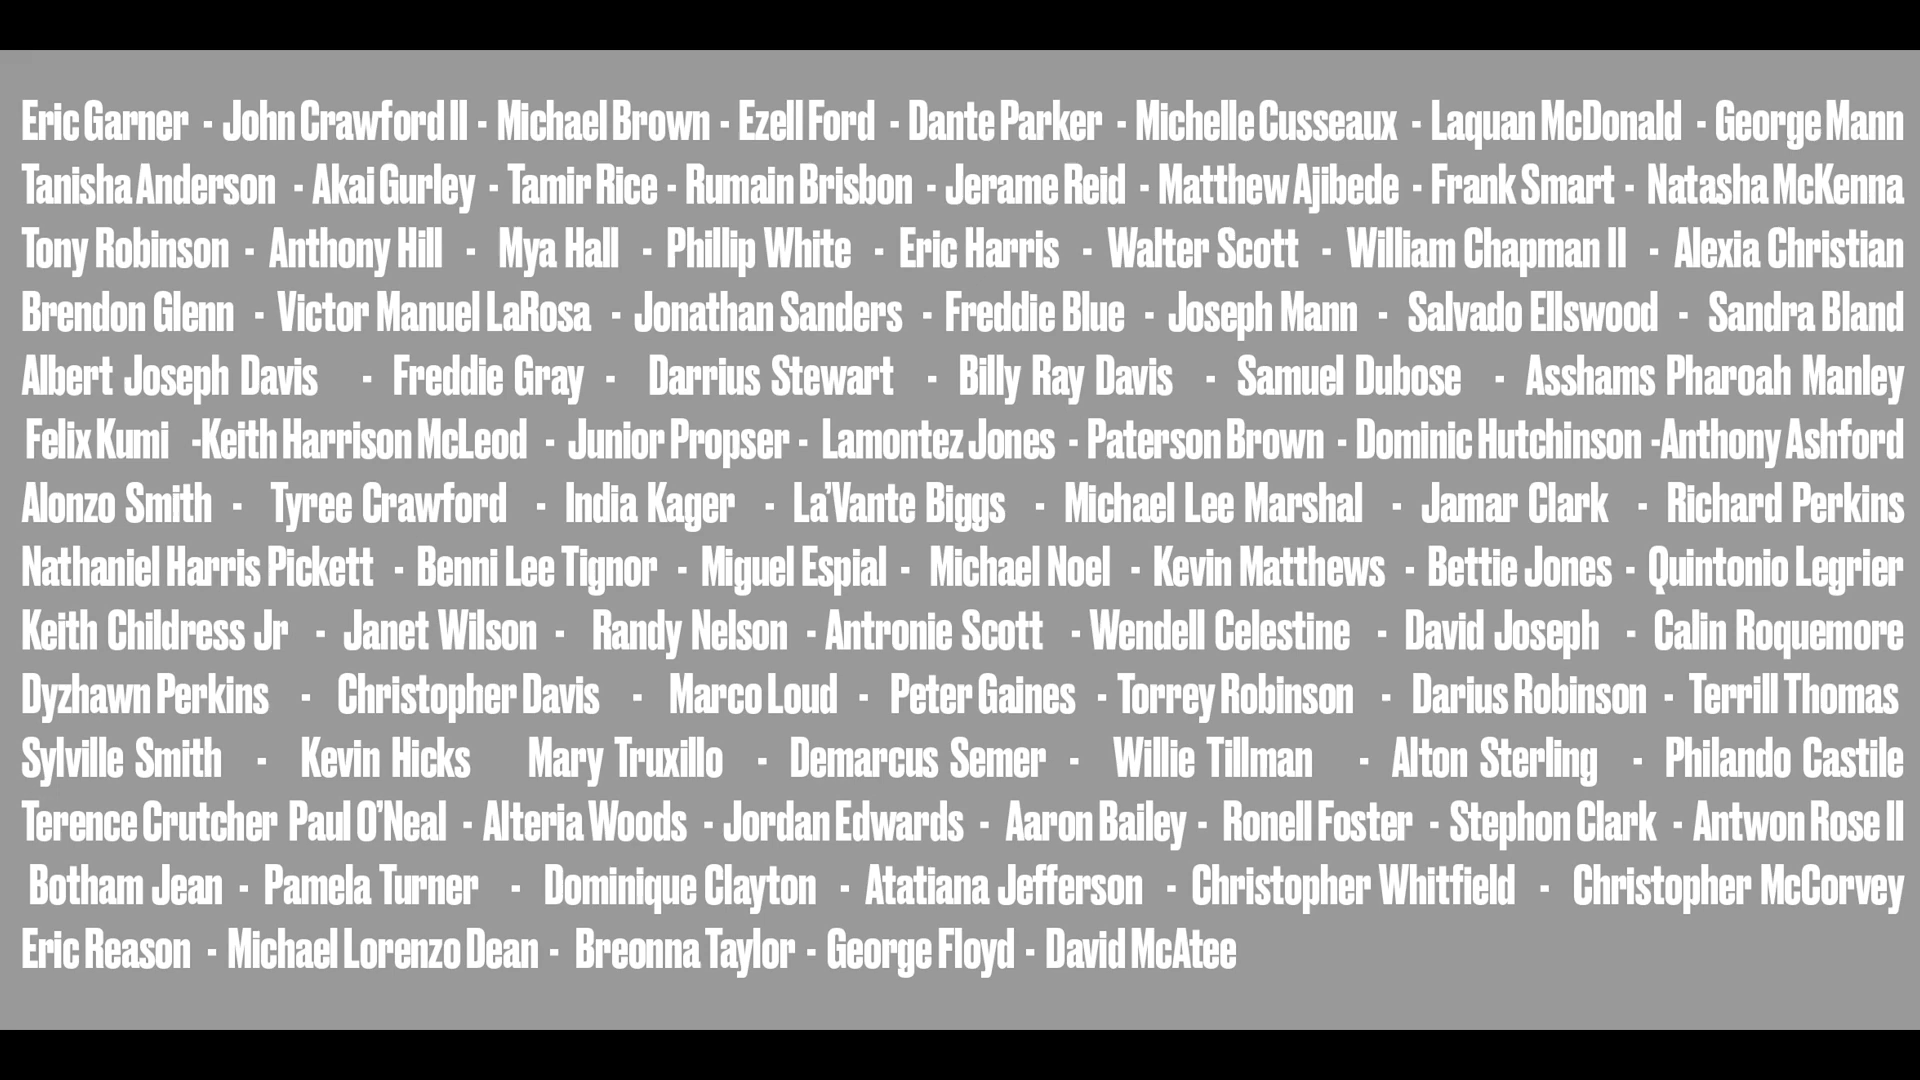 Eric Garner - John Crawford II - Michael Brown - Ezell Ford - Dante Parker - Michelle Cusseaux - Laquan McDonald - George Mann
Tanisha Anderson - Akai Gurley - Tamir Rice - Rumain Brisbon - Jerame Reid - Matthew Ajibede - Frank Smart - Natasha McKenna
Tony Robinson - Anthony Hill - Mya Hall - Phillip White - Eric Harris - Walter Scott - William Chapman II - Alexia Christian
Brendon Glenn - Victor Manuel LaRosa - Jonathan Sanders - Freddie Blue - Joseph Mann - Salvado Ellswood - Sandra Bland
Albert Joseph Davis - Freddie Gray - Darrius Stewart - Billy Ray Davis - Samuel Dubose - Asshams Pharoah Manley
Felix Kumi -Keith Harrison McLeod - Junior Propser - Lamontez Jones - Paterson Brown - Dominic Hutchinson -Anthony Ashford
Alonzo Smith - Tyree Crawford - India Kager - La'Vante Biggs - Michael Lee Marshal - Jamar Clark - Richard Perkins
Nathaniel Harris Pickett - Benni Lee Tignor - Miguel Espial - Michael Noel - Kevin Matthews - Bettie Jones - Quintonio Legrier
Keith Childress Jr - Janet Wilson - Randy Nelson - Antronie Scott - Wendell Celestine - David Joseph - Calin Roquemore
Dyzhawn Perkins - Christopher Davis - Marco Loud - Peter Gaines - Torrey Robinson - Darius Robinson - Terrill Thomas
Sylville Smith - Kevin Hicks Mary Truxillo - Demarcus Semer - Willie Tillman - Alton Sterling - Philando Castile
Terence Crutcher Paul O'Neal - Alteria Woods - Jordan Edwards - Aaron Bailey - Ronell Foster - Stephon Clark - Antwon Rose II
Botham Jean - Pamela Turner - Dominique Clayton - Atatiana Jefferson - Christopher Whitfield - Christopher McCorvey
Eric Reason - Michael Lorenzo Dean - Breonna Taylor - George Floyd - David McAtee